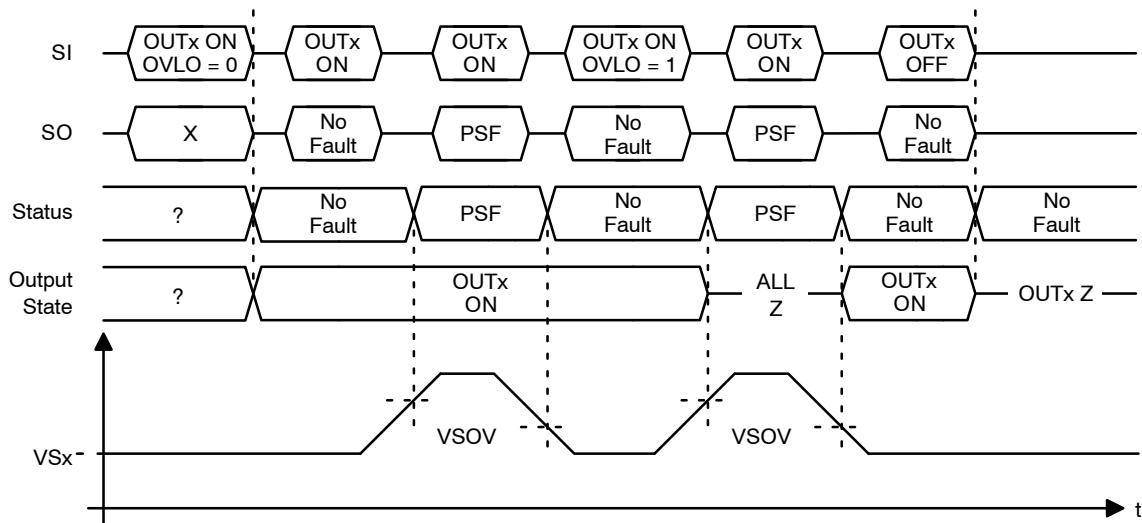 SI
OUTx ON
OVLO = 0
OUTx
ON
OUTx
ON
OUTx ON
OVLO = 1
OUTx
ON
OUTx
OFF
SO
X
No
Fault
PSF
No
Fault
PSF
No
Fault
Status
?
No
Fault
PSF
No
Fault
PSF
No
Fault
No
Fault
Output
State
?
OUTx
ON
ALL
Z
OUTx
ON
OUTx Z
VSOV
VSOV
VSx
t